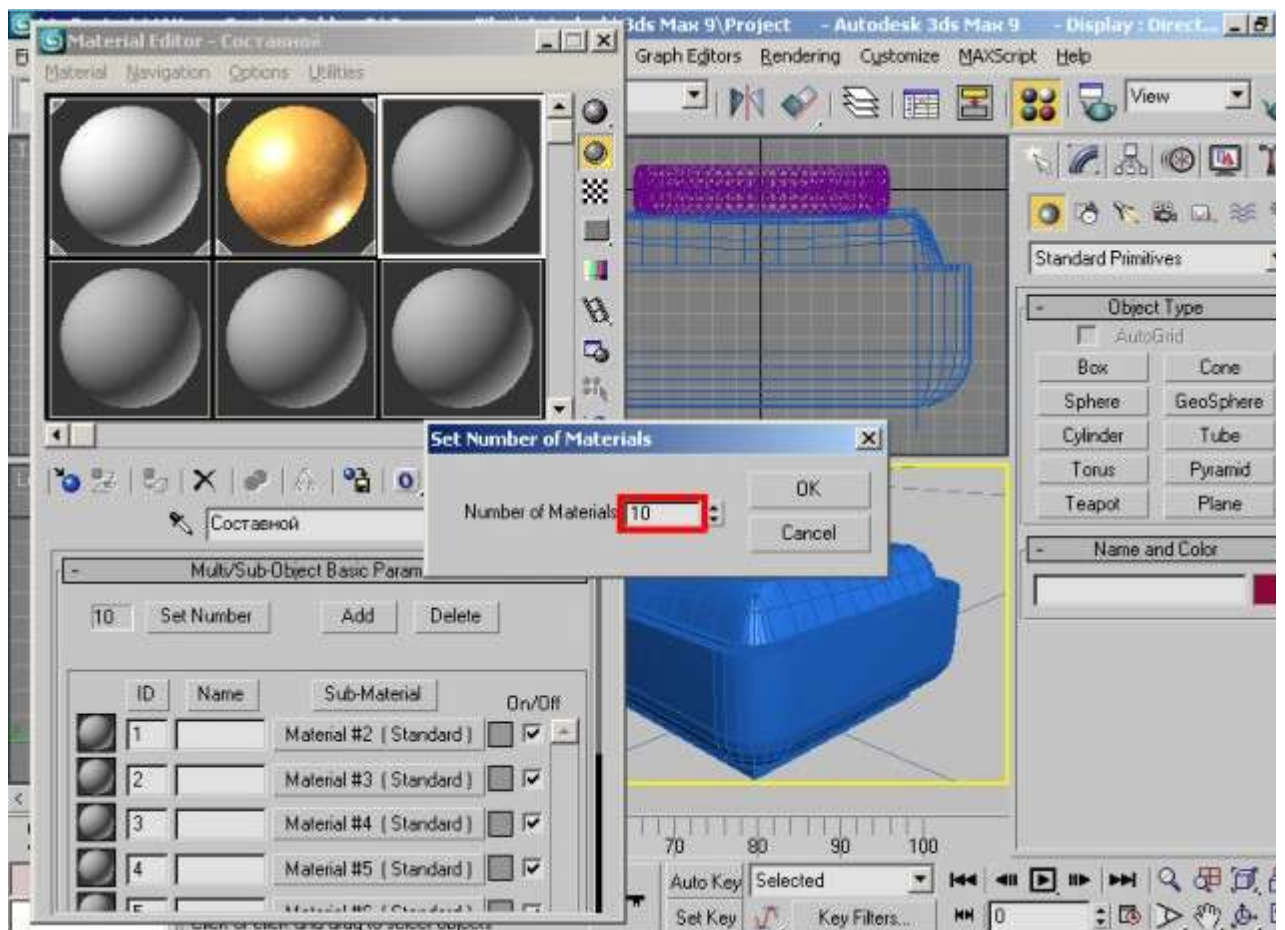 3ds Max 9\Project - Autodesk 3ds Max 9 - Display : Direct...
Material Editor - Составной
Graph Editors Rendering Customize MAXScript Help
Material Navigation Options Utilities
View
Standard Primitives
Object Type
AutoGrid
Box Cone
Sphere GeoSphere
Cylinder Tube
Torus Pyramid
Teapot Plane
Name and Color
Set Number of Materials
Number of Materials 10
OK
Cancel
Составной
Multi/Sub-Object Basic Param
10 Set Number Add Delete
ID Name Sub-Material On/Off
1 Material #2 ( Standard )
2 Material #3 ( Standard )
3 Material #4 ( Standard )
4 Material #5 ( Standard )
70 80 90 100
Auto Key Selected
Set Key Key Filters...
0